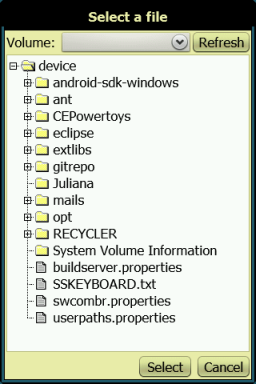 Select a file
Volume: Refresh
device
android-sdk-windows
ant
CEPowertoys
eclipse
extlibs
gitrepo
Juliana
mails
opt
RECYCLER
System Volume Information
buildserver.properties
SSKEYBOARD.txt
swcombr.properties
userpaths.properties
Select Cancel